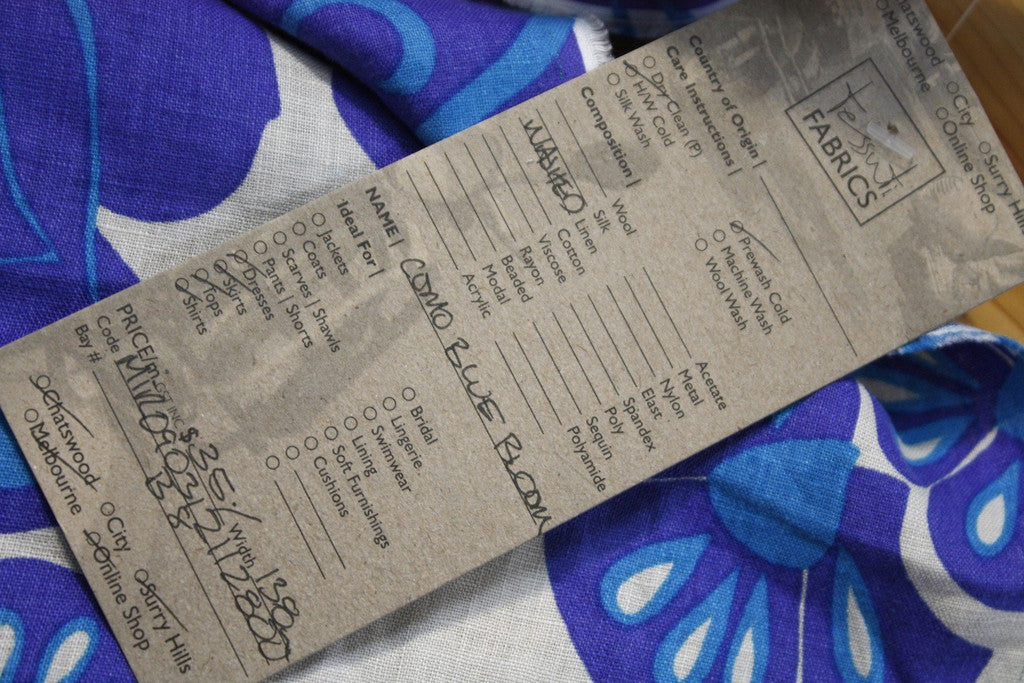 Tessuti
FABRICS
Chatswood
Melbourne
City
Online Shop
Surry Hills
Country of Origin |
Care Instructions |
Dry Clean (P)
H/W Cold
Silk Wash
Prewash Cold
Machine Wash
Wool Wash
Composition |
Wool
Silk
WASHED Linen
Cotton
Viscose
Rayon
Beaded
Modal
Acrylic
Acetate
Metal
Nylon
Elast
Spandex
Poly
Sequin
Polyamide
NAME | COMO BLUE BLOOM
Ideal For |
Jackets
Coats
Scarves | Shawls
Pants | Shorts
Dresses
Skirts
Tops
Shirts
Bridal
Lingerie
Swimwear
Lining
Soft Furnishings
Cushions
PRICE/m GST INC $ 35.-/ Width
Code
Bay #
Chatswood
Melbourne
City
Online Shop
Surry Hills